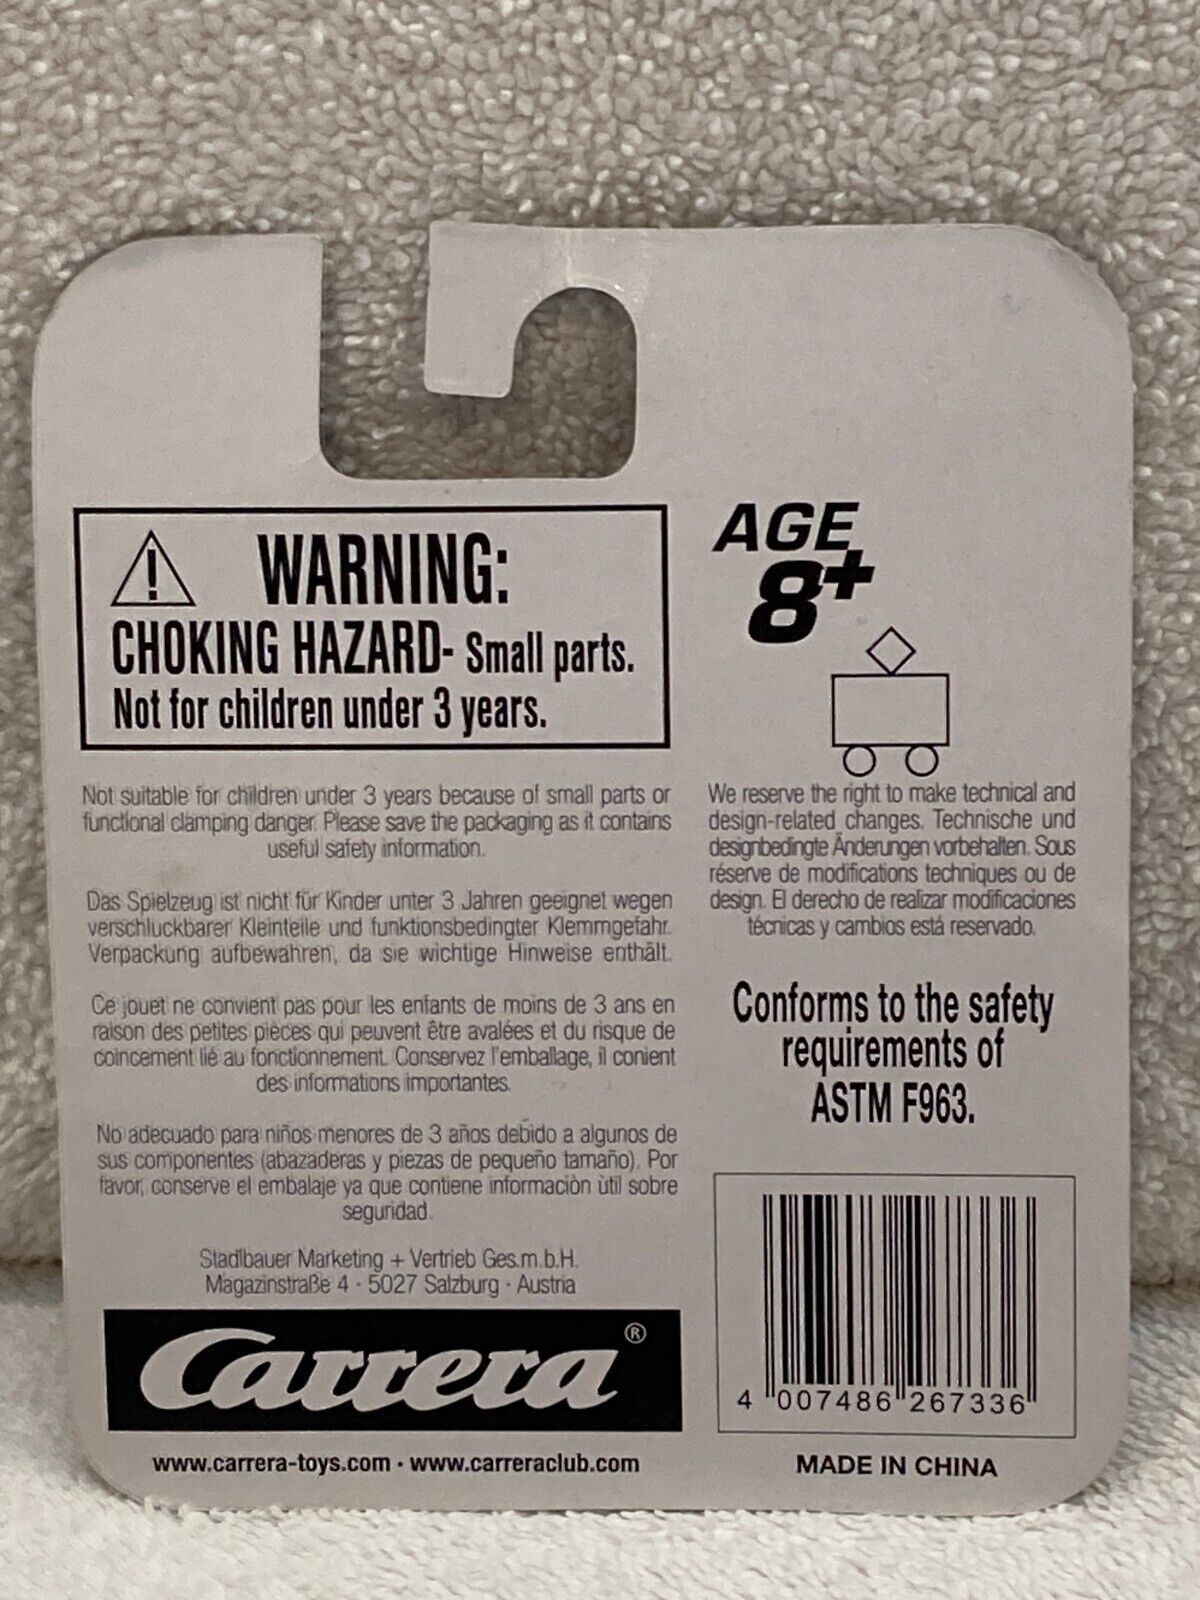 WARNING:
CHOKING HAZARD- Small parts.
Not for children under 3 years.
Not suitable for children under 3 years because of small parts or
functional clamping danger. Please save the packaging as it contains
useful safety information.
Das Spielzeug ist nicht für Kinder unter 3 Jahren geeignet wegen
verschluckbarer Kleinteile und funktionsbedingter Klemmgefahr.
Verpackung aufbewahren, da sie wichtige Hinweise enthält.
Ce jouet ne convient pas pour les enfants de moins de 3 ans en
raison des petites pièces qui peuvent être avalées et du risque de
coincement lié au fonctionnement. Conservez l'emballage, il conient
des informations importantes.
No adecuado para niños menores de 3 años debido a algunos de
sus componentes (abazaderas y piezas de pequeño tamaño). Por
favor, conserve el embalaje ya que contiene informaciòn ùtil sobre
seguridad.
Stadlbauer Marketing + Vertrieb Ges.m.b.H.
Magazinstraße 4 · 5027 Salzburg · Austria
Carrera®
www.carrera-toys.com · www.carreraclub.com
AGE
8+
We reserve the right to make technical and
design-related changes. Technische und
designbedingte Änderungen vorbehalten. Sous
réserve de modifications techniques ou de
design. El derecho de realizar modificaciones
técnicas y cambios está reservado.
Conforms to the safety
requirements of
ASTM F963.
4 007486 267336
MADE IN CHINA